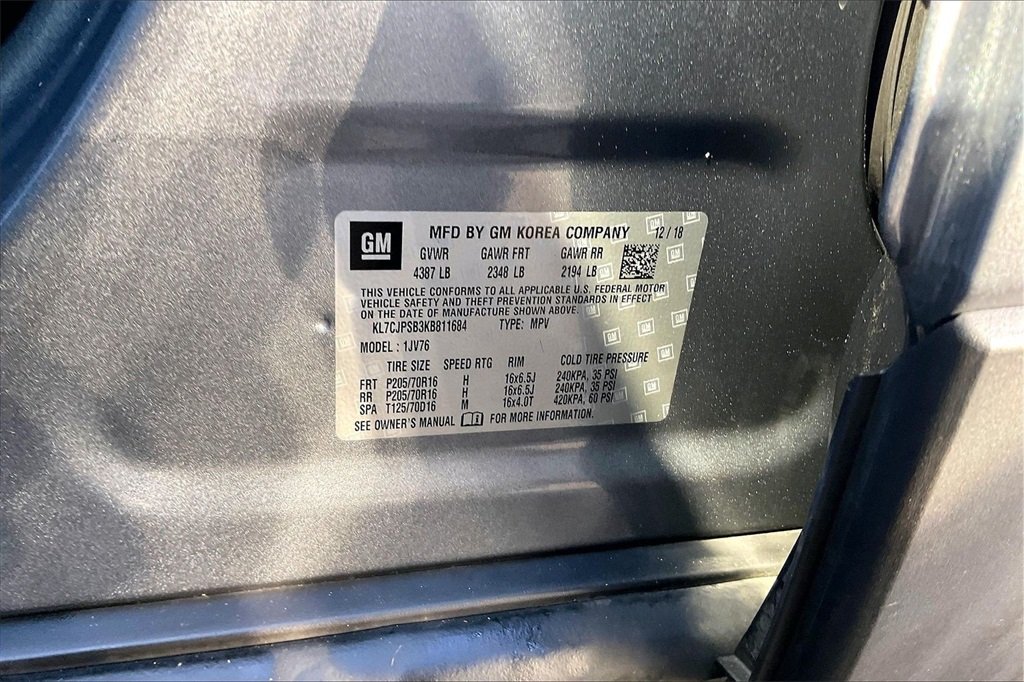 GM MFD BY GM KOREA COMPANY 12/18
GVWR GAWR FRT GAWR RR
4387 LB 2348 LB 2194 LB
THIS VEHICLE CONFORMS TO ALL APPLICABLE U.S. FEDERAL MOTOR
VEHICLE SAFETY AND THEFT PREVENTION STANDARDS IN EFFECT
ON THE DATE OF MANUFACTURE SHOWN ABOVE.
KL7CJPSB3KB811684 TYPE: MPV
MODEL: 1JV76
TIRE SIZE SPEED RTG RIM COLD TIRE PRESSURE
FRT P205/70R16 H 16x6.5J 240KPA, 35 PSI
RR P205/70R16 H 16x6.5J 240KPA, 35 PSI
SPA T125/70D16 M 16x4.0T 420KPA, 60 PSI
SEE OWNER'S MANUAL FOR MORE INFORMATION.